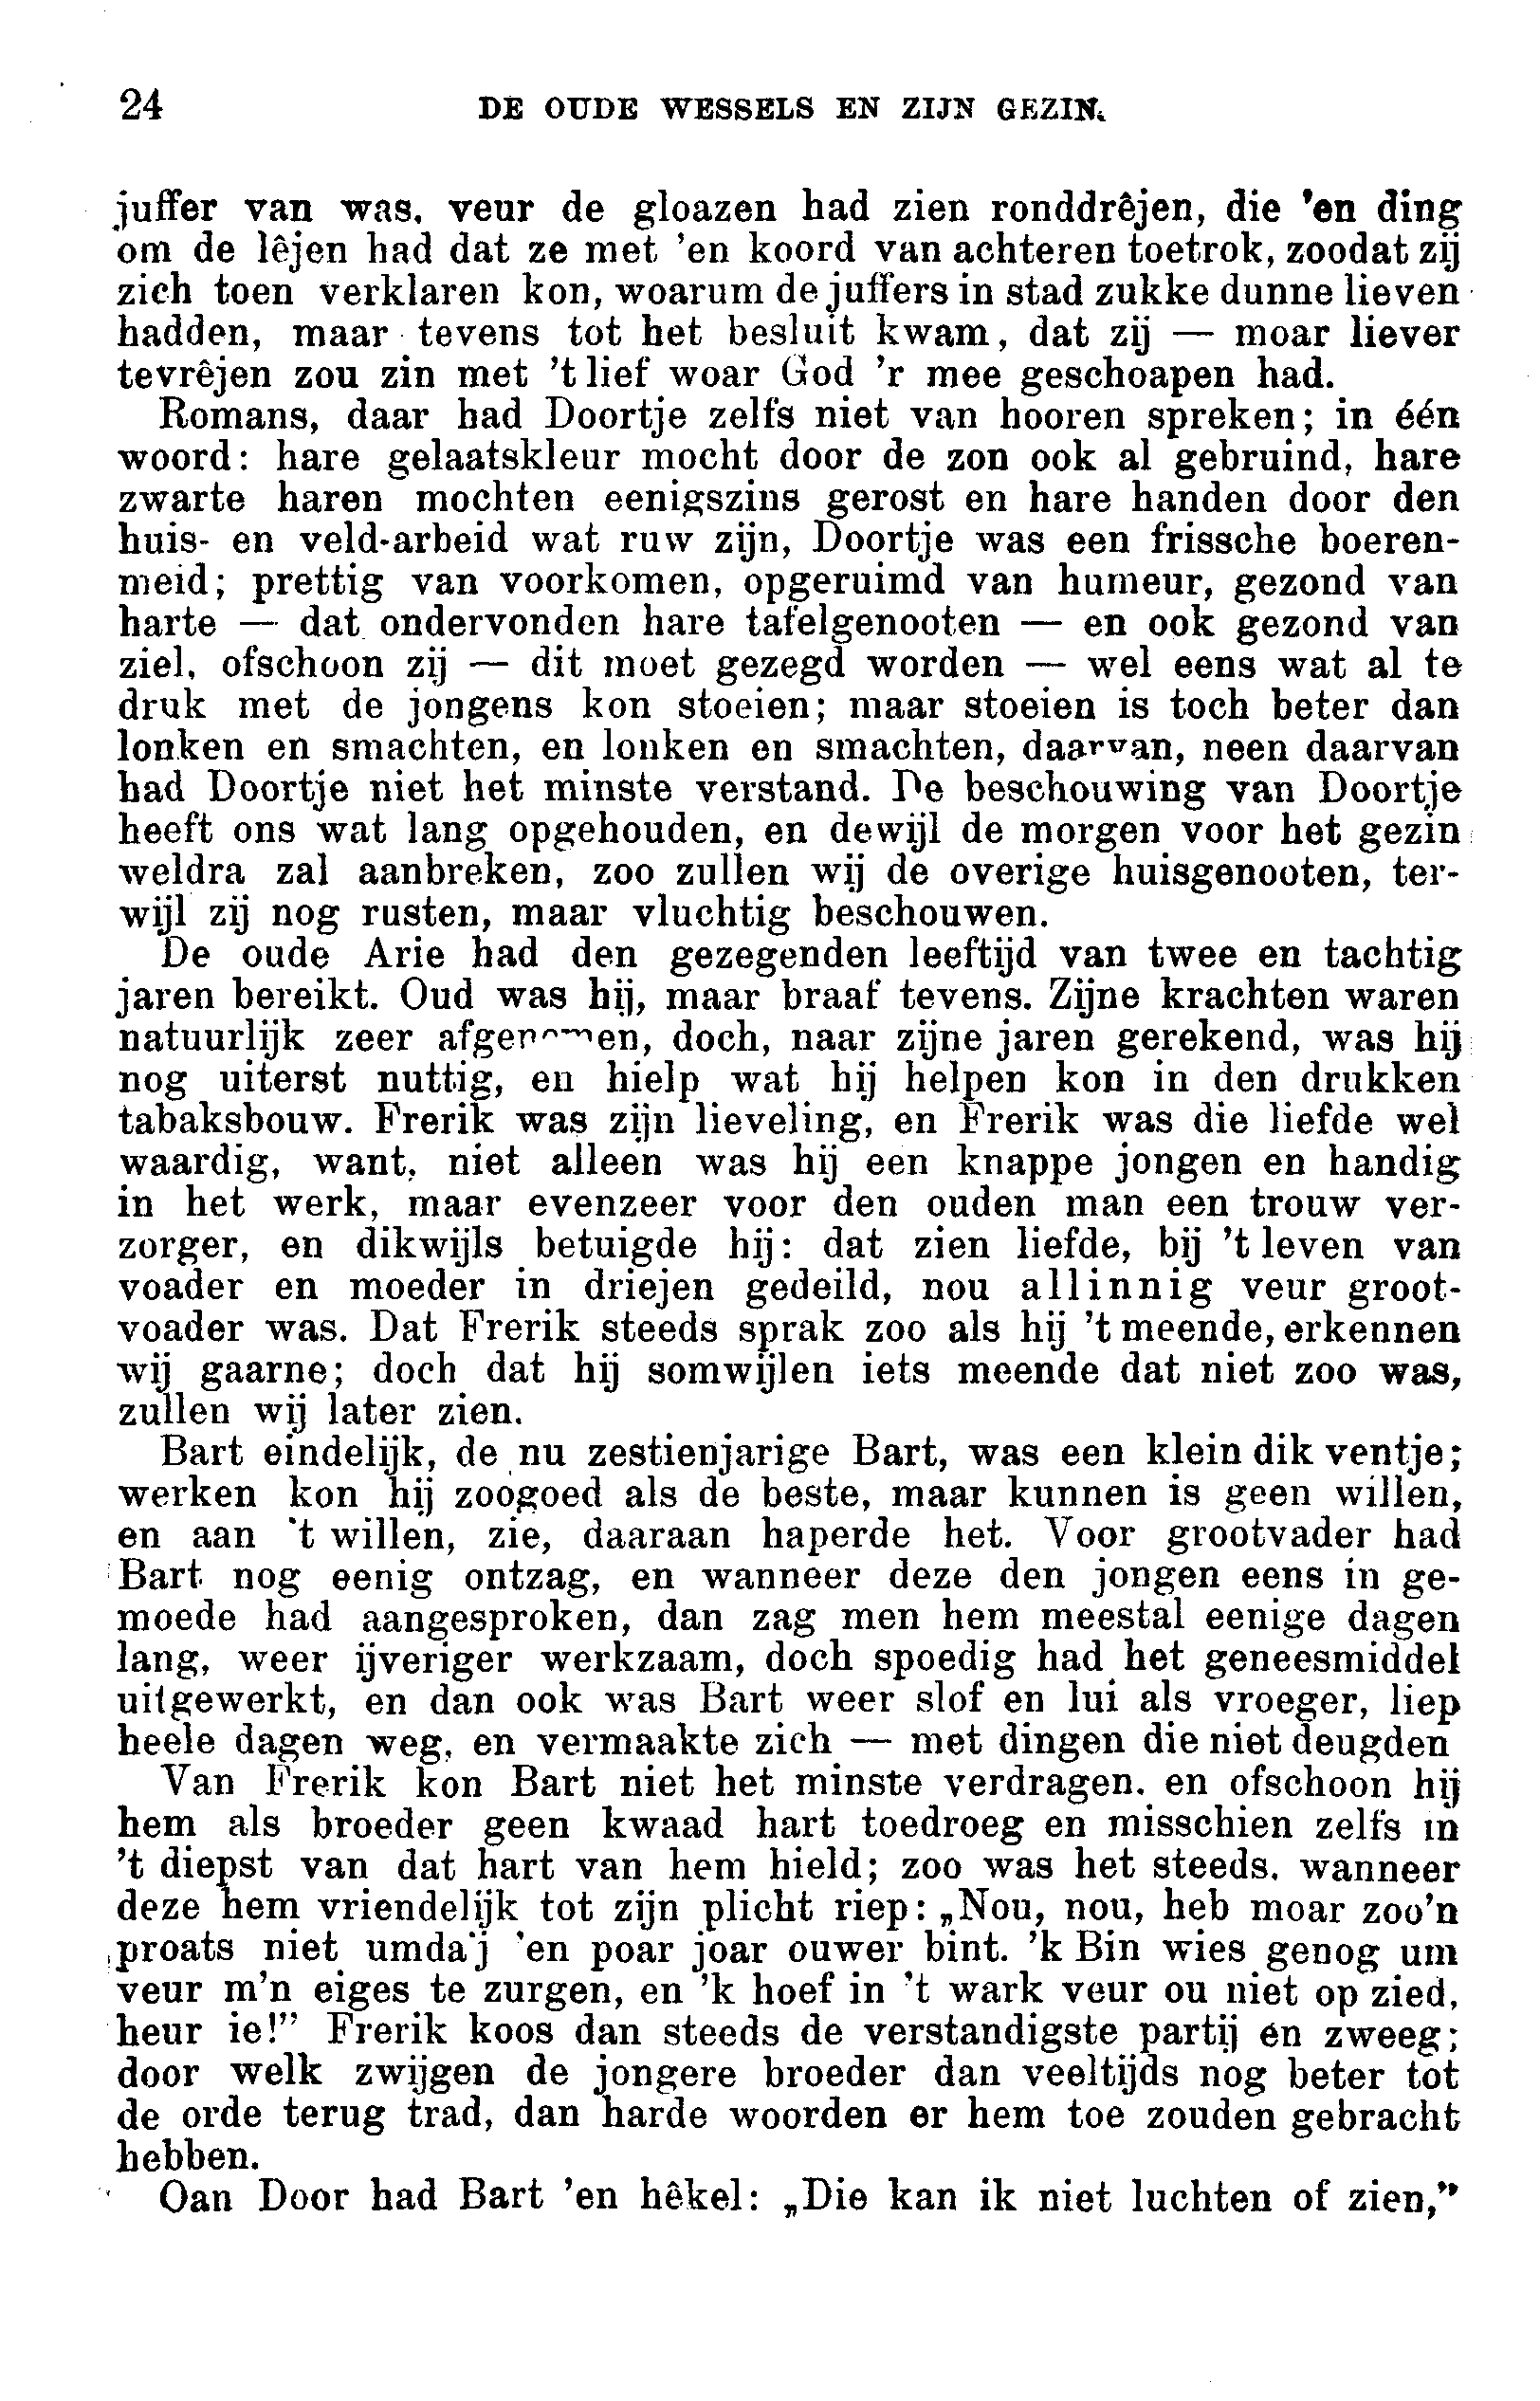 24 DE OUDE WESSELS EN ZIJN GEZIN.
juffer van was, veur de gloazen had zien ronddrêjen, die 'en ding
om de lêjen had dat ze met 'en koord van achteren toetrok, zoodat zij
zich toen verklaren kon, woarum de juffers in stad zukke dunne lieven
hadden, maar tevens tot het besluit kwam, dat zij — moar liever
tevrêjen zou zin met 't lief woar God 'r mee geschoapen had.
Romans, daar had Doortje zelfs niet van hooren spreken; in één
woord: hare gelaatskleur mocht door de zon ook al gebruind, hare
zwarte haren mochten eenigszins gerost en hare handen door den
huis- en veld-arbeid wat ruw zijn, Doortje was een frissche boeren-
meid; prettig van voorkomen, opgeruimd van humeur, gezond van
harte — dat ondervonden hare tafelgenooten — en ook gezond van
ziel, ofschoon zij — dit moet gezegd worden — wel eens wat al te
druk met de jongens kon stoeien; maar stoeien is toch beter dan
lonken en smachten, en lonken en smachten, daarvan, neen daarvan
had Doortje niet het minste verstand. De beschouwing van Doortje
heeft ons wat lang opgehouden, en dewijl de morgen voor het gezin
weldra zal aanbreken, zoo zullen wij de overige huisgenooten, ter-
wijl zij nog rusten, maar vluchtig beschouwen.
De oude Arie had den gezegenden leeftijd van twee en tachtig
jaren bereikt. Oud was hij, maar braaf tevens. Zijne krachten waren
natuurlijk zeer afgenomen, doch, naar zijne jaren gerekend, was hij
nog uiterst nuttig, en hielp wat hij helpen kon in den drukken
tabaksbouw. Frerik was zijn lieveling, en Frerik was die liefde wel
waardig, want, niet alleen was hij een knappe jongen en handig
in het werk, maar evenzeer voor den ouden man een trouw ver-
zorger, en dikwijls betuigde hij: dat zien liefde, bij 't leven van
voader en moeder in driejen gedeild, nou allinnig veur groot-
voader was. Dat Frerik steeds sprak zoo als hij 't meende, erkennen
wij gaarne; doch dat hij somwijlen iets meende dat niet zoo was,
zullen wij later zien.
Bart eindelijk, de nu zestienjarige Bart, was een klein dik ventje;
werken kon hij zoogoed als de beste, maar kunnen is geen willen,
en aan 't willen, zie, daaraan haperde het. Voor grootvader had
Bart nog eenig ontzag, en wanneer deze den jongen eens in ge-
moede had aangesproken, dan zag men hem meestal eenige dagen
lang, weer ijveriger werkzaam, doch spoedig had het geneesmiddel
uitgewerkt, en dan ook was Bart weer slof en lui als vroeger, liep
heele dagen weg, en vermaakte zich — met dingen die niet deugden
Van Frerik kon Bart niet het minste verdragen. en ofschoon hij
hem als broeder geen kwaad hart toedroeg en misschien zelfs in
't diepst van dat hart van hem hield; zoo was het steeds. wanneer
deze hem vriendelijk tot zijn plicht riep: „Nou, nou, heb moar zoo'n
proats niet umda'j 'en poar joar ouwer bint. 'k Bin wies genog um
veur m'n eiges te zurgen, en 'k hoef in 't wark veur ou niet op zied,
heur ie!" Frerik koos dan steeds de verstandigste partij en zweeg;
door welk zwijgen de jongere broeder dan veeltijds nog beter tot
de orde terug trad, dan harde woorden er hem toe zouden gebracht
hebben.
Oan Door had Bart 'en hêkel: „Die kan ik niet luchten of zien,"